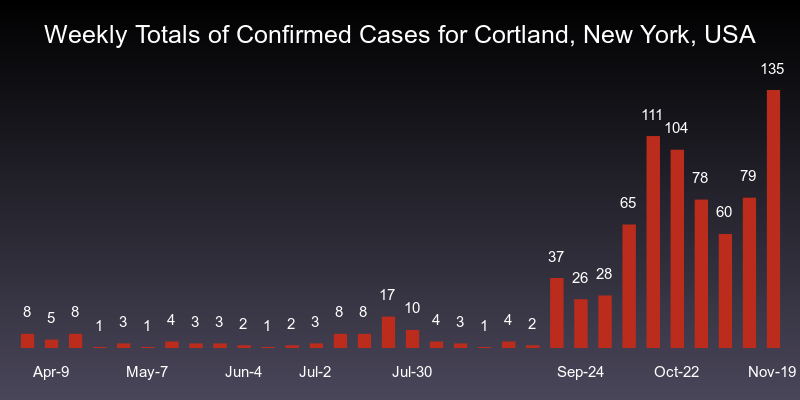 Weekly Totals of Confirmed Cases for Cortland, New York, USA
8 5 8 1 3 1 4 3 3 2 1 2 3 8 8 17 10 4 3 1 4 2 37 26 28 65 111 104 78 60 79 135
Apr-9 May-7 Jun-4 Jul-2 Jul-30 Sep-24 Oct-22 Nov-19